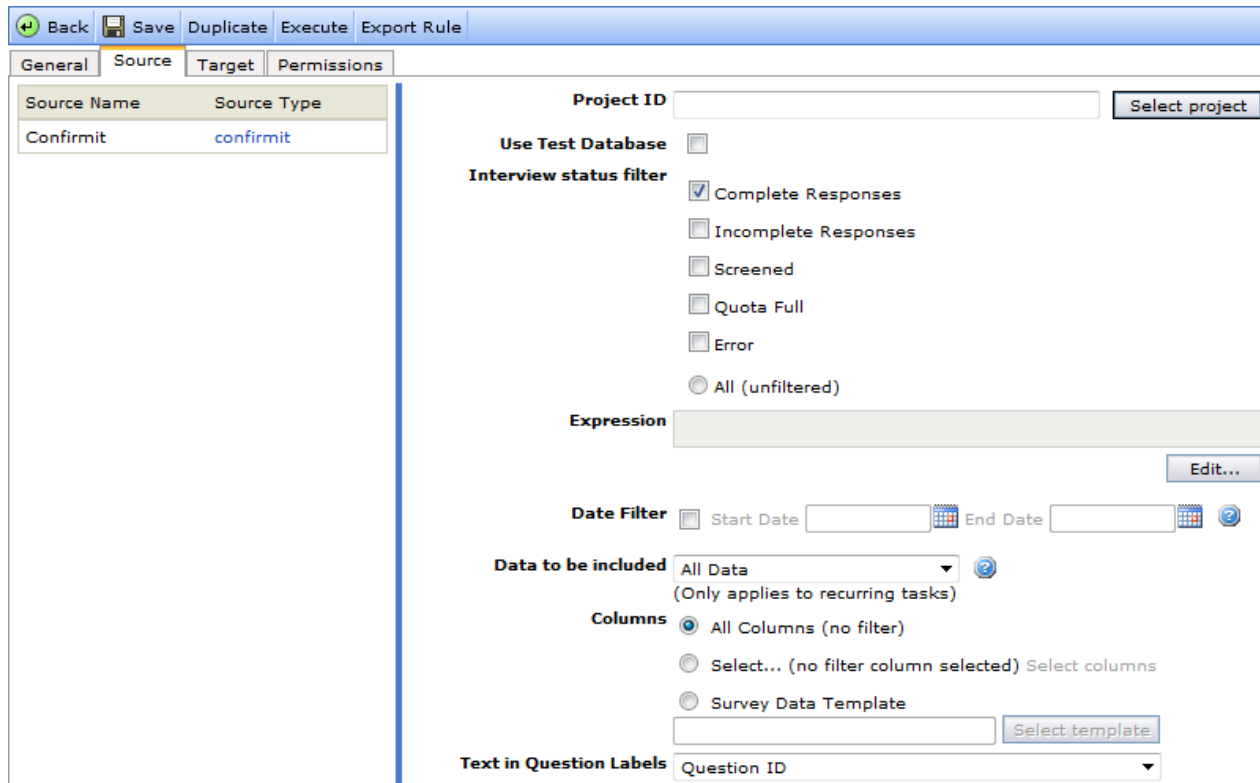 Back Save Duplicate Execute Export Rule
General Source Target Permissions
Source Name Source Type
Confirmit confirmit
Project ID Select project
Use Test Database
Interview status filter
Complete Responses
Incomplete Responses
Screened
Quota Full
Error
All (unfiltered)
Expression
Edit...
Date Filter Start Date End Date
Data to be included All Data
(Only applies to recurring tasks)
Columns All Columns (no filter)
Select... (no filter column selected) Select columns
Survey Data Template
Select template
Text in Question Labels Question ID